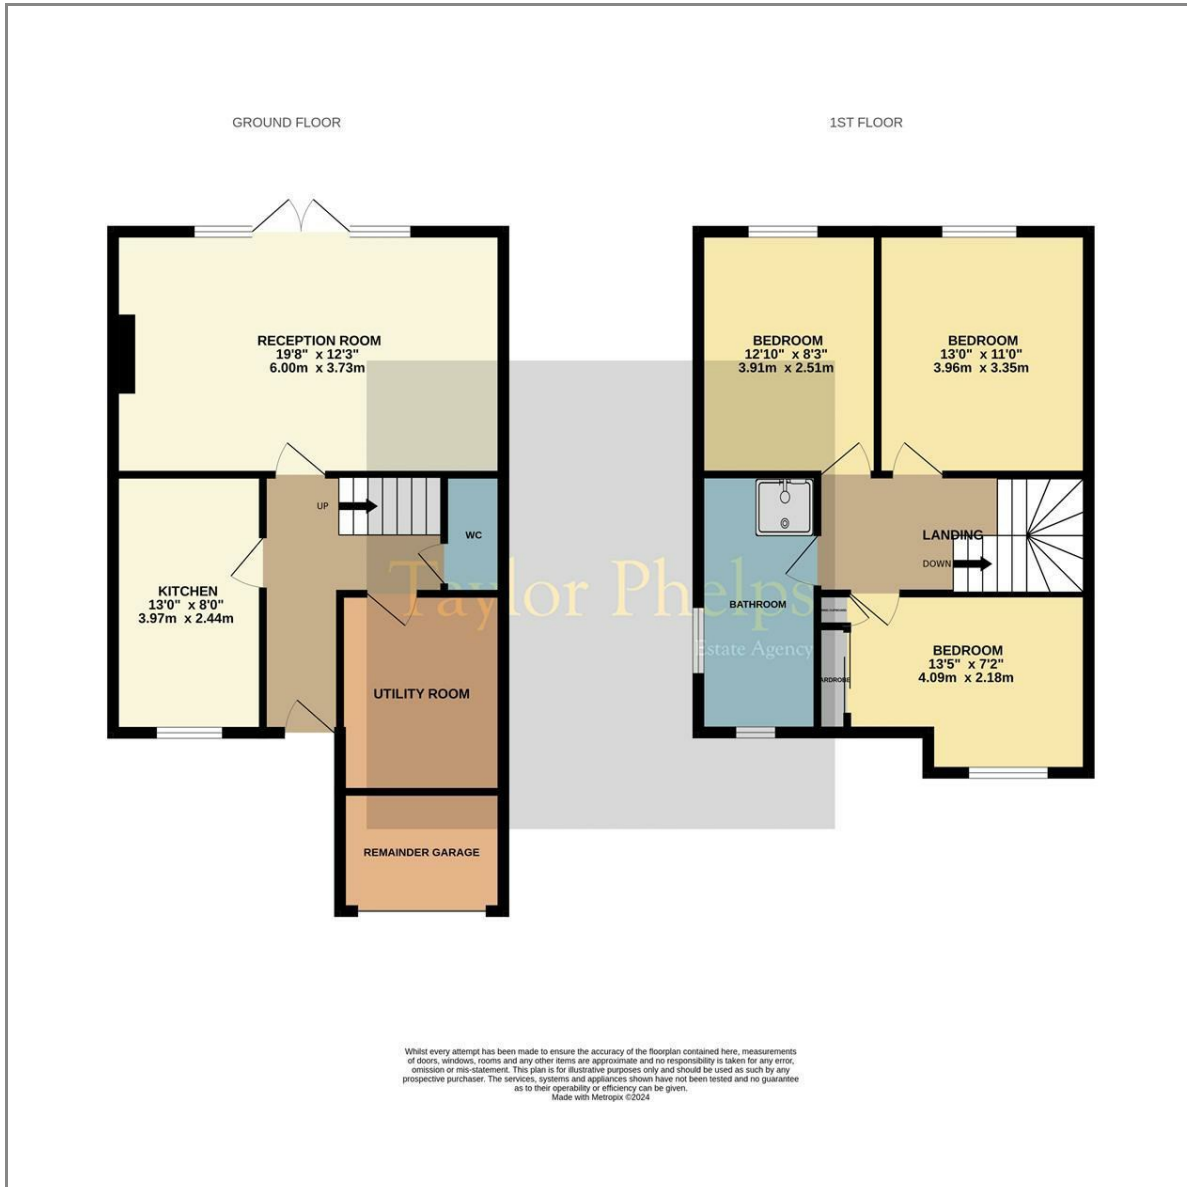 GROUND FLOOR
1ST FLOOR
RECEPTION ROOM
19'8" x 12'3"
6.00m x 3.73m
BEDROOM
12'10" x 8'3"
3.91m x 2.51m
BEDROOM
13'0" x 11'0"
3.96m x 3.35m
UP
WC
KITCHEN
13'0" x 8'0"
3.97m x 2.44m
LANDING
DOWN
BATHROOM
Taylor Phelps
Estate Agency
BEDROOM
13'5" x 7'2"
4.09m x 2.18m
ARDROBE
UTILITY ROOM
REMAINDER GARAGE
Whilst every attempt has been made to ensure the accuracy of the floorplan contained here, measurements
of doors, windows, rooms and any other items are approximate and no responsibility is taken for any error,
omission or mis-statement. This plan is for illustrative purposes only and should be used as such by any
prospective purchaser. The services, systems and appliances shown have not been tested and no guarantee
as to their operability or efficiency can be given.
Made with Metropix ©2024